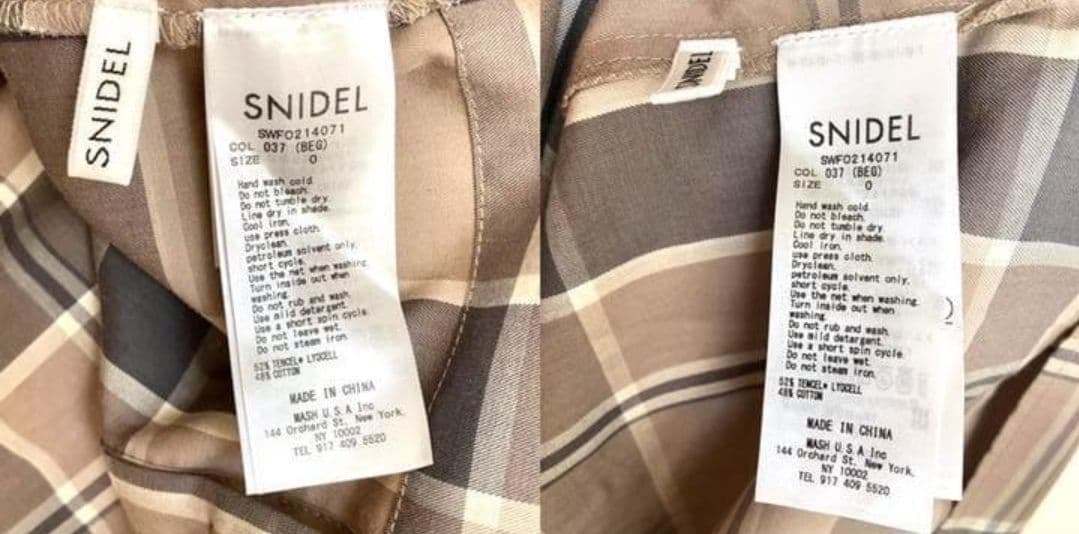 SNIDEL
SNIDEL
SWFO214071
COL 037 (BEG)
SIZE 0
Hand wash cold.
Do not bleach.
Do not tumble dry.
Line dry in shade.
Cool iron.
use press cloth.
Dryclean.
petroleum solvent only.
short cycle.
Use the net when washing.
Turn inside out when
washing.
Do not rub and wash.
Use mild detergent.
Use a short spin cycle.
Do not leave wet.
Do not steam iron.
52% TENCEL® LYOCELL
48% COTTON
MADE IN CHINA
MASH U.S.A Inc
144 Orchard St. New York.
NY 10002
TEL 917 409 5520
SNIDEL
SNIDEL
SWFO214071
COL 037 (BEG)
SIZE 0
Hand wash cold.
Do not bleach.
Do not tumble dry.
Line dry in shade.
Cool iron.
use press cloth.
Dryclean.
petroleum solvent only.
short cycle.
Use the net when washing.
Turn inside out when
washing.
Do not rub and wash.
Use mild detergent.
Use a short spin cycle.
Do not leave wet.
Do not steam iron.
52% TENCEL® LYOCELL
48% COTTON
MADE IN CHINA
MASH U.S.A Inc
144 Orchard St. New York.
NY 10002
TEL 917 409 5520